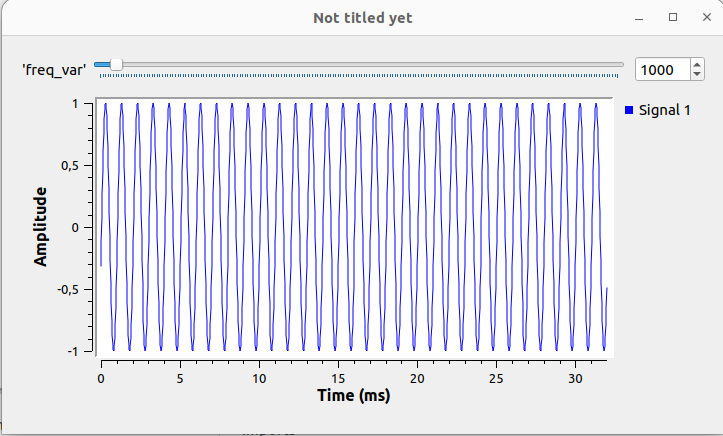 Not titled yet
'freq_var'
1000
Signal 1
1
0,5
0
-0,5
-1
Amplitude
0 5 10 15 20 25 30
Time (ms)